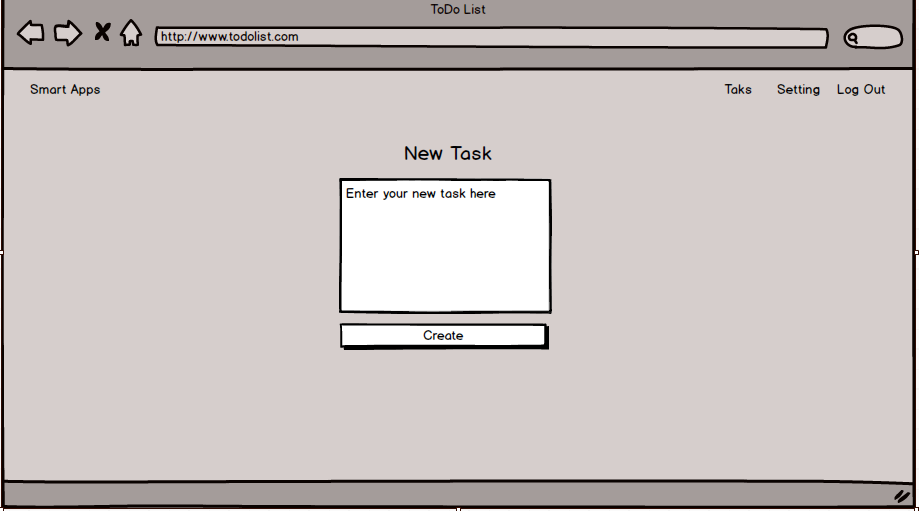 ToDo List
http://www.todolist.com
Smart Apps
Taks Setting Log Out
New Task
Enter your new task here
Create